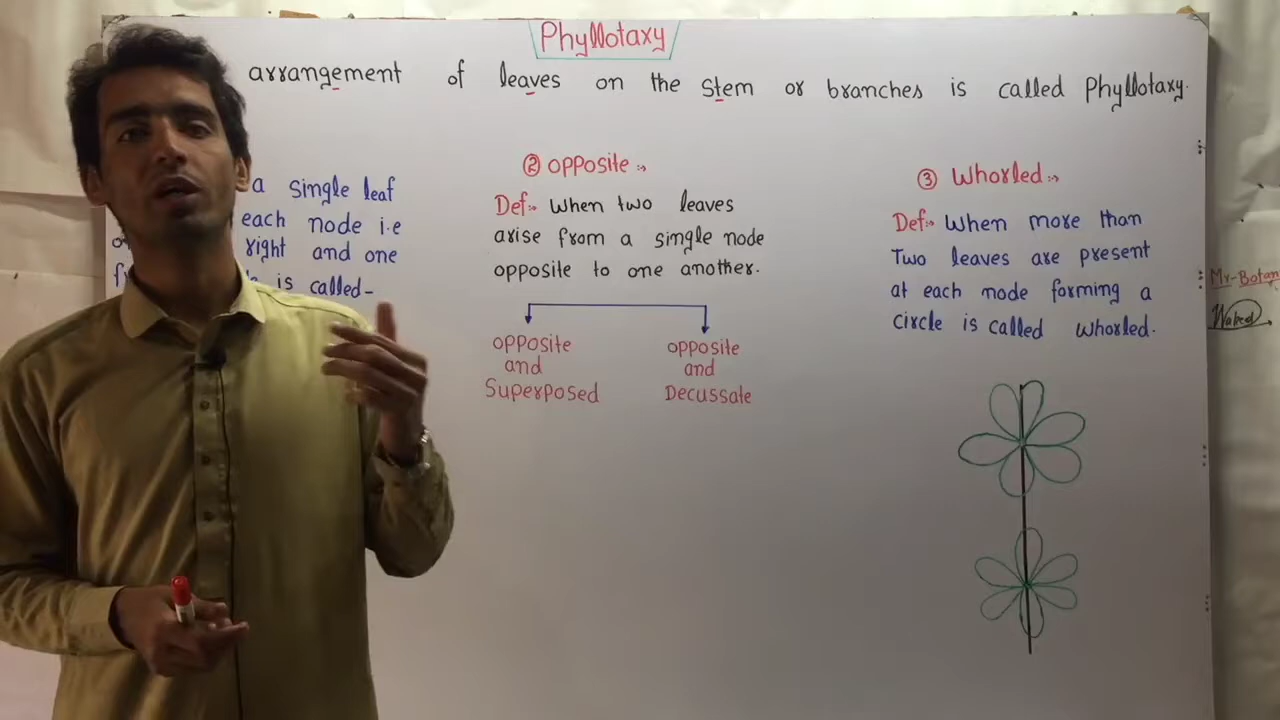 Phyllotaxy
arrangement of leaves on the stem or branches is called Phyllotaxy.
a single leaf
each node i.e
right and one
is called-
② opposite :-
Def:- When two leaves
arise from a single node
opposite to one another.
opposite
and
Superposed
opposite
and
Decussate
③ Whorled :-
Def:- When more than
Two leaves are present
at each node forming a
circle is called whorled.
Mr-Botan
Waleed